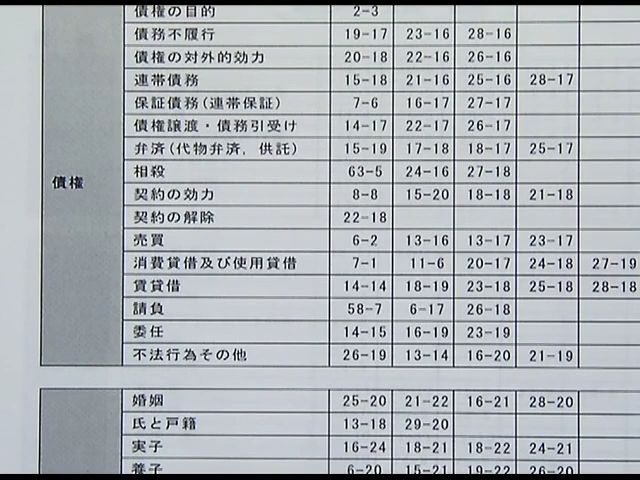 債権の目的 2-3
債務不履行 19-17 23-16 28-16
債権の対外的効力 20-18 22-16 26-16
連帯債務 15-18 21-16 25-16 28-17
保証債務(連帯保証) 7-6 16-17 27-17
債権譲渡・債務引受け 14-17 22-17 26-17
弁済(代物弁済, 供託) 15-19 17-18 18-17 25-17
相殺 63-5 24-16 27-18
債権
契約の効力 8-8 15-20 18-18 21-18
契約の解除 22-18
売買 6-2 13-16 13-17 23-17
消費貸借及び使用貸借 7-1 11-6 20-17 24-18 27-19
賃貸借 14-14 18-19 23-18 25-18 28-18
請負 58-7 6-17 26-18
委任 14-15 16-19 23-19
不法行為その他 26-19 13-14 16-20 21-19
婚姻 25-20 21-22 16-21 28-20
氏と戸籍 13-18 29-20
実子 16-24 18-21 18-22 24-21
養子 6-20 15-21 19-22 26-20